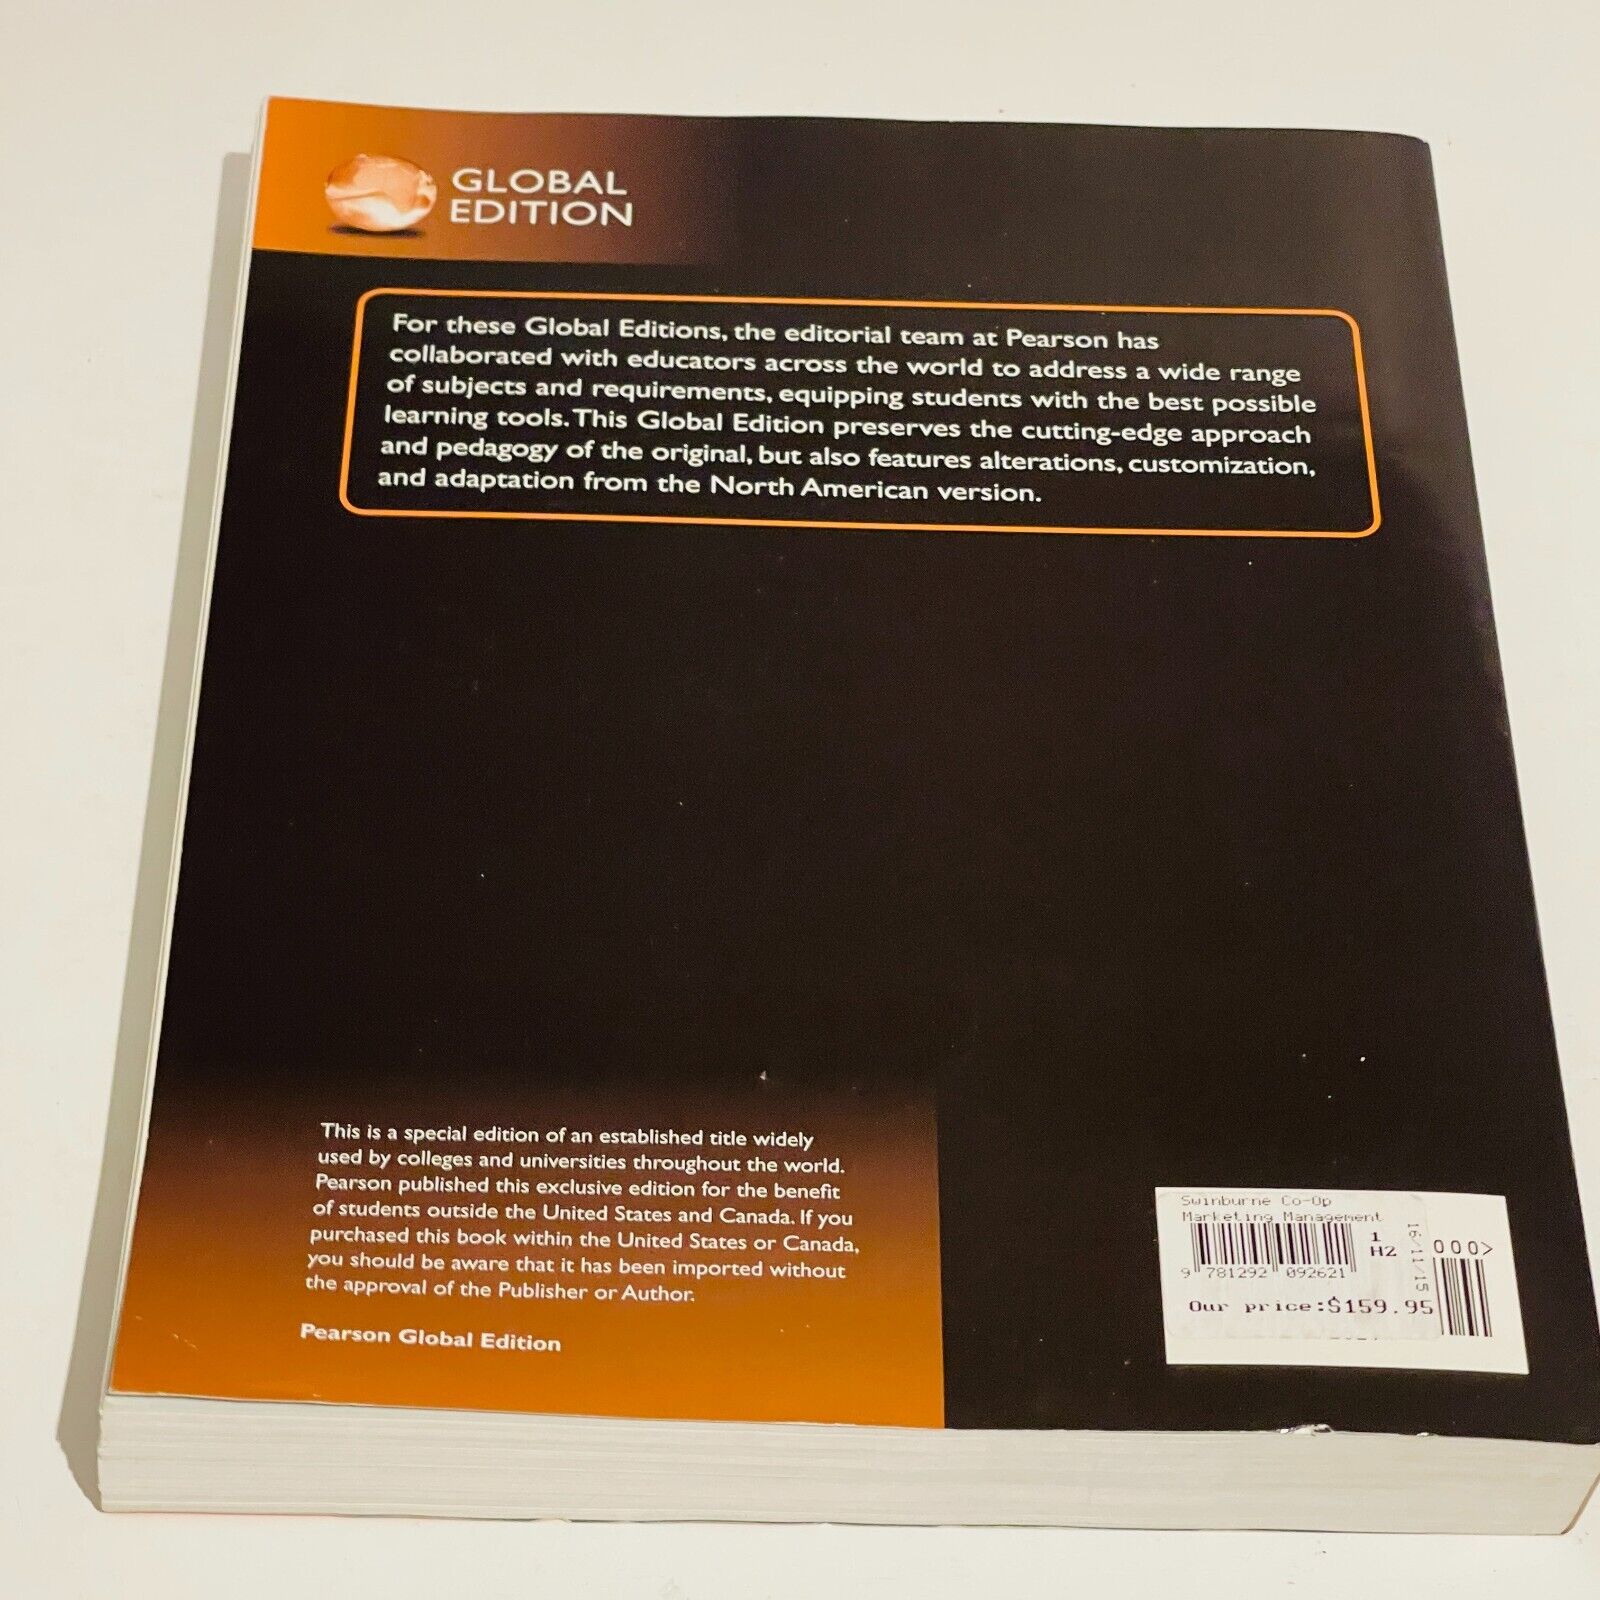 GLOBAL
EDITION
For these Global Editions, the editorial team at Pearson has
collaborated with educators across the world to address a wide range
of subjects and requirements, equipping students with the best possible
learning tools. This Global Edition preserves the cutting-edge approach
and pedagogy of the original, but also features alterations, customization,
and adaptation from the North American version.
This is a special edition of an established title widely
used by colleges and universities throughout the world.
Pearson published this exclusive edition for the benefit
of students outside the United States and Canada. If you
purchased this book within the United States or Canada,
you should be aware that it has been imported without
the approval of the Publisher or Author.
Pearson Global Edition
Swinburne Co-Op
Marketing Management
1
H2
16/11/15
000>
9 781292 092621
Our price:$159.95